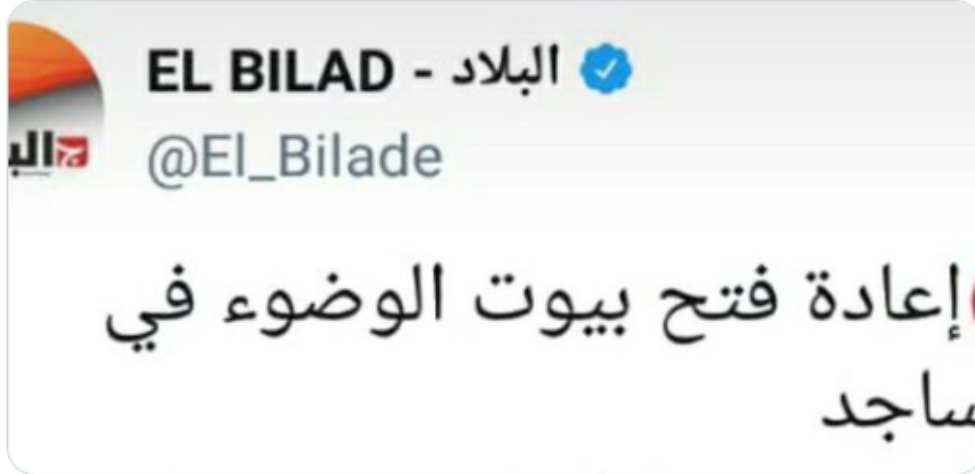 EL BILAD - البلاد
@El_Bilade
إعادة فتح بيوت الوضوء في